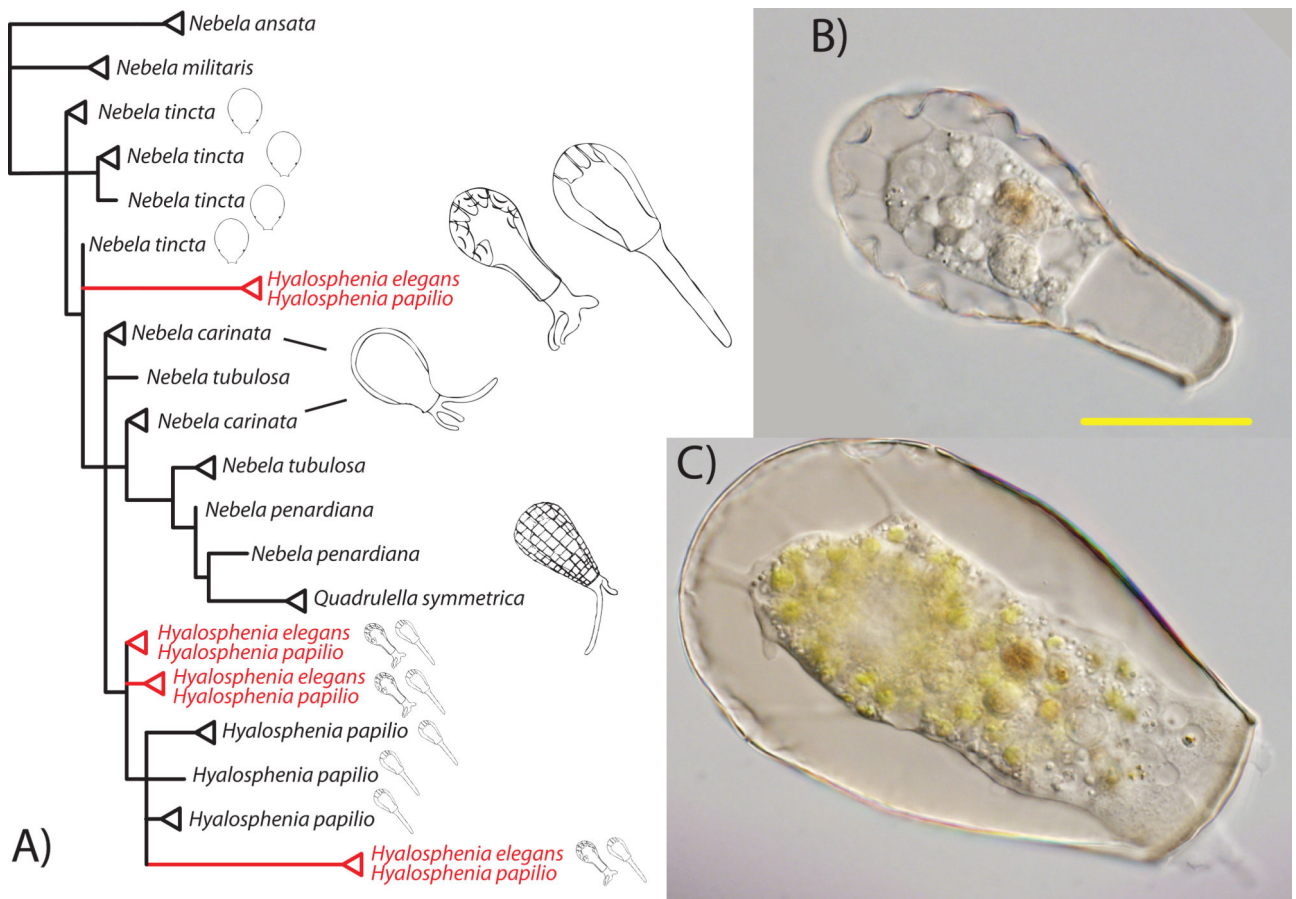 Nebela ansata
Nebela militaris
Nebela tincta
Nebela tincta
Nebela tincta
Nebela tincta
Hyalosphenia elegans
Hyalosphenia papilio
Nebela carinata
Nebela tubulosa
Nebela carinata
Nebela tubulosa
Nebela penardiana
Nebela penardiana
Quadrulella symmetrica
Hyalosphenia elegans
Hyalosphenia papilio
Hyalosphenia elegans
Hyalosphenia papilio
Hyalosphenia papilio
Hyalosphenia papilio
Hyalosphenia papilio
Hyalosphenia elegans
Hyalosphenia papilio
A)
B)
C)